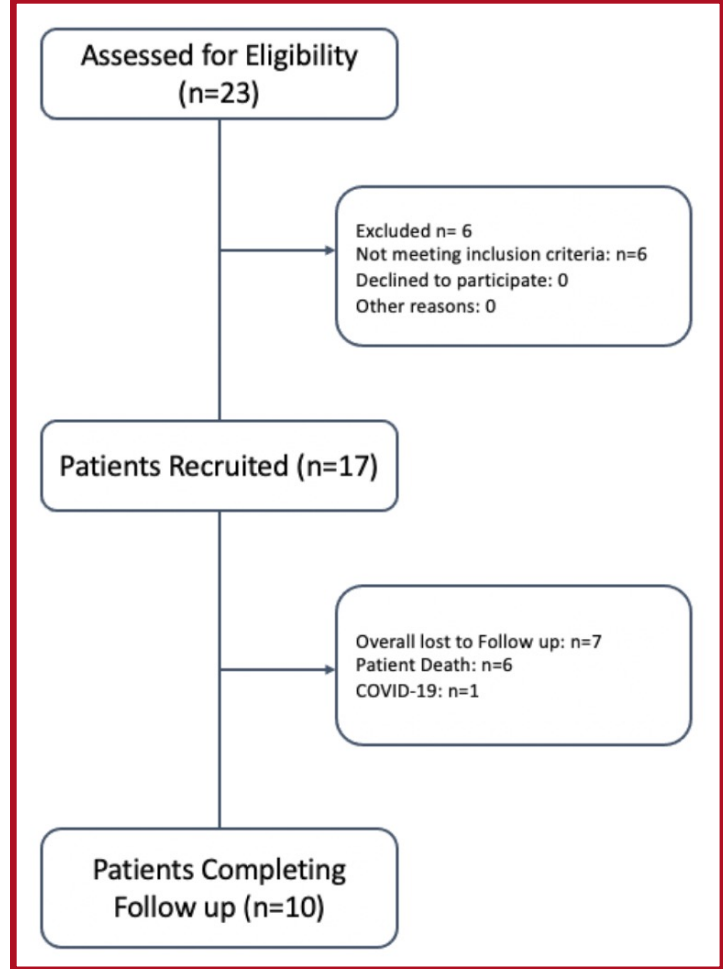 Assessed for Eligibility
(n=23)
Excluded n= 6
Not meeting inclusion criteria: n=6
Declined to participate: 0
Other reasons: 0
Patients Recruited (n=17)
Overall lost to Follow up: n=7
Patient Death: n=6
COVID-19: n=1
Patients Completing
Follow up (n=10)